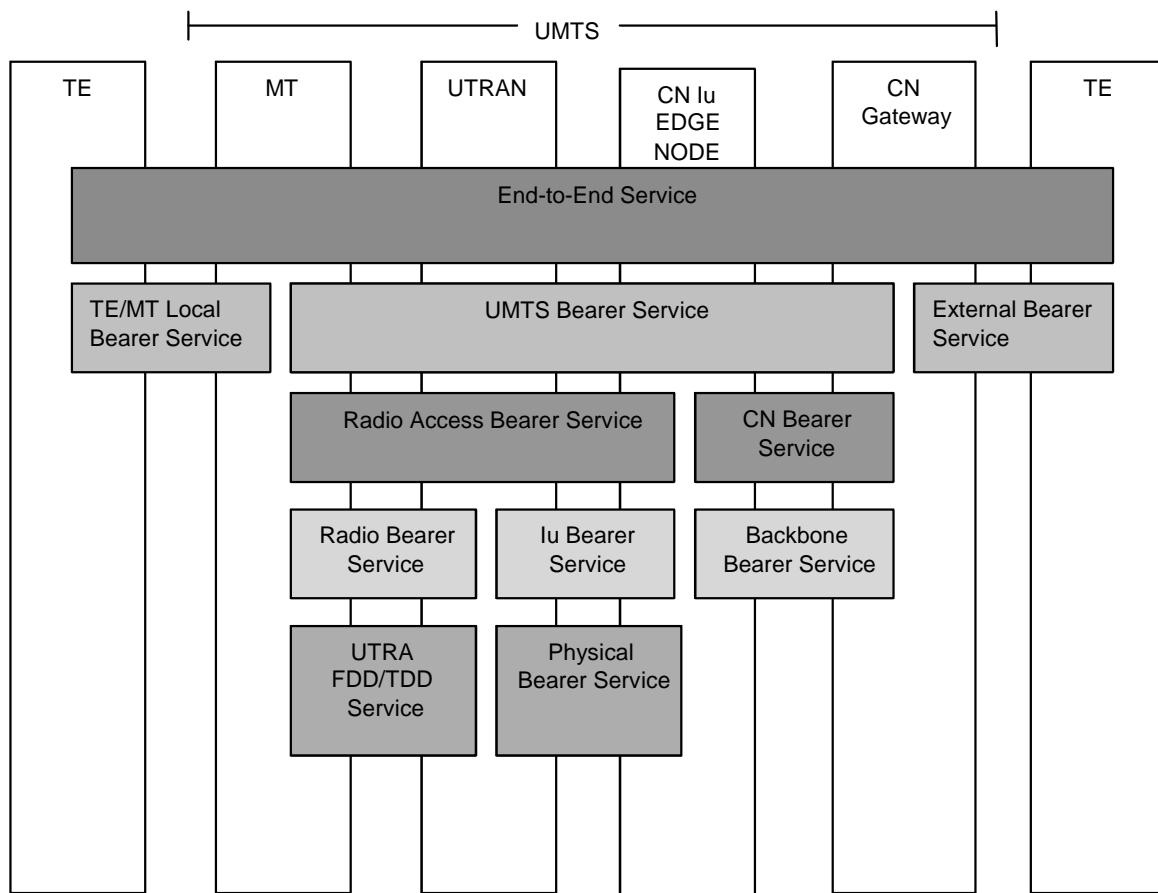 UMTS
TE
MT
UTRAN
CN Iu
EDGE
NODE
CN
Gateway
TE
End-to-End Service
TE/MT Local
Bearer Service
UMTS Bearer Service
External Bearer
Service
Radio Access Bearer Service
CN Bearer
Service
Radio Bearer
Service
Iu Bearer
Service
Backbone
Bearer Service
UTRA
FDD/TDD
Service
Physical
Bearer Service